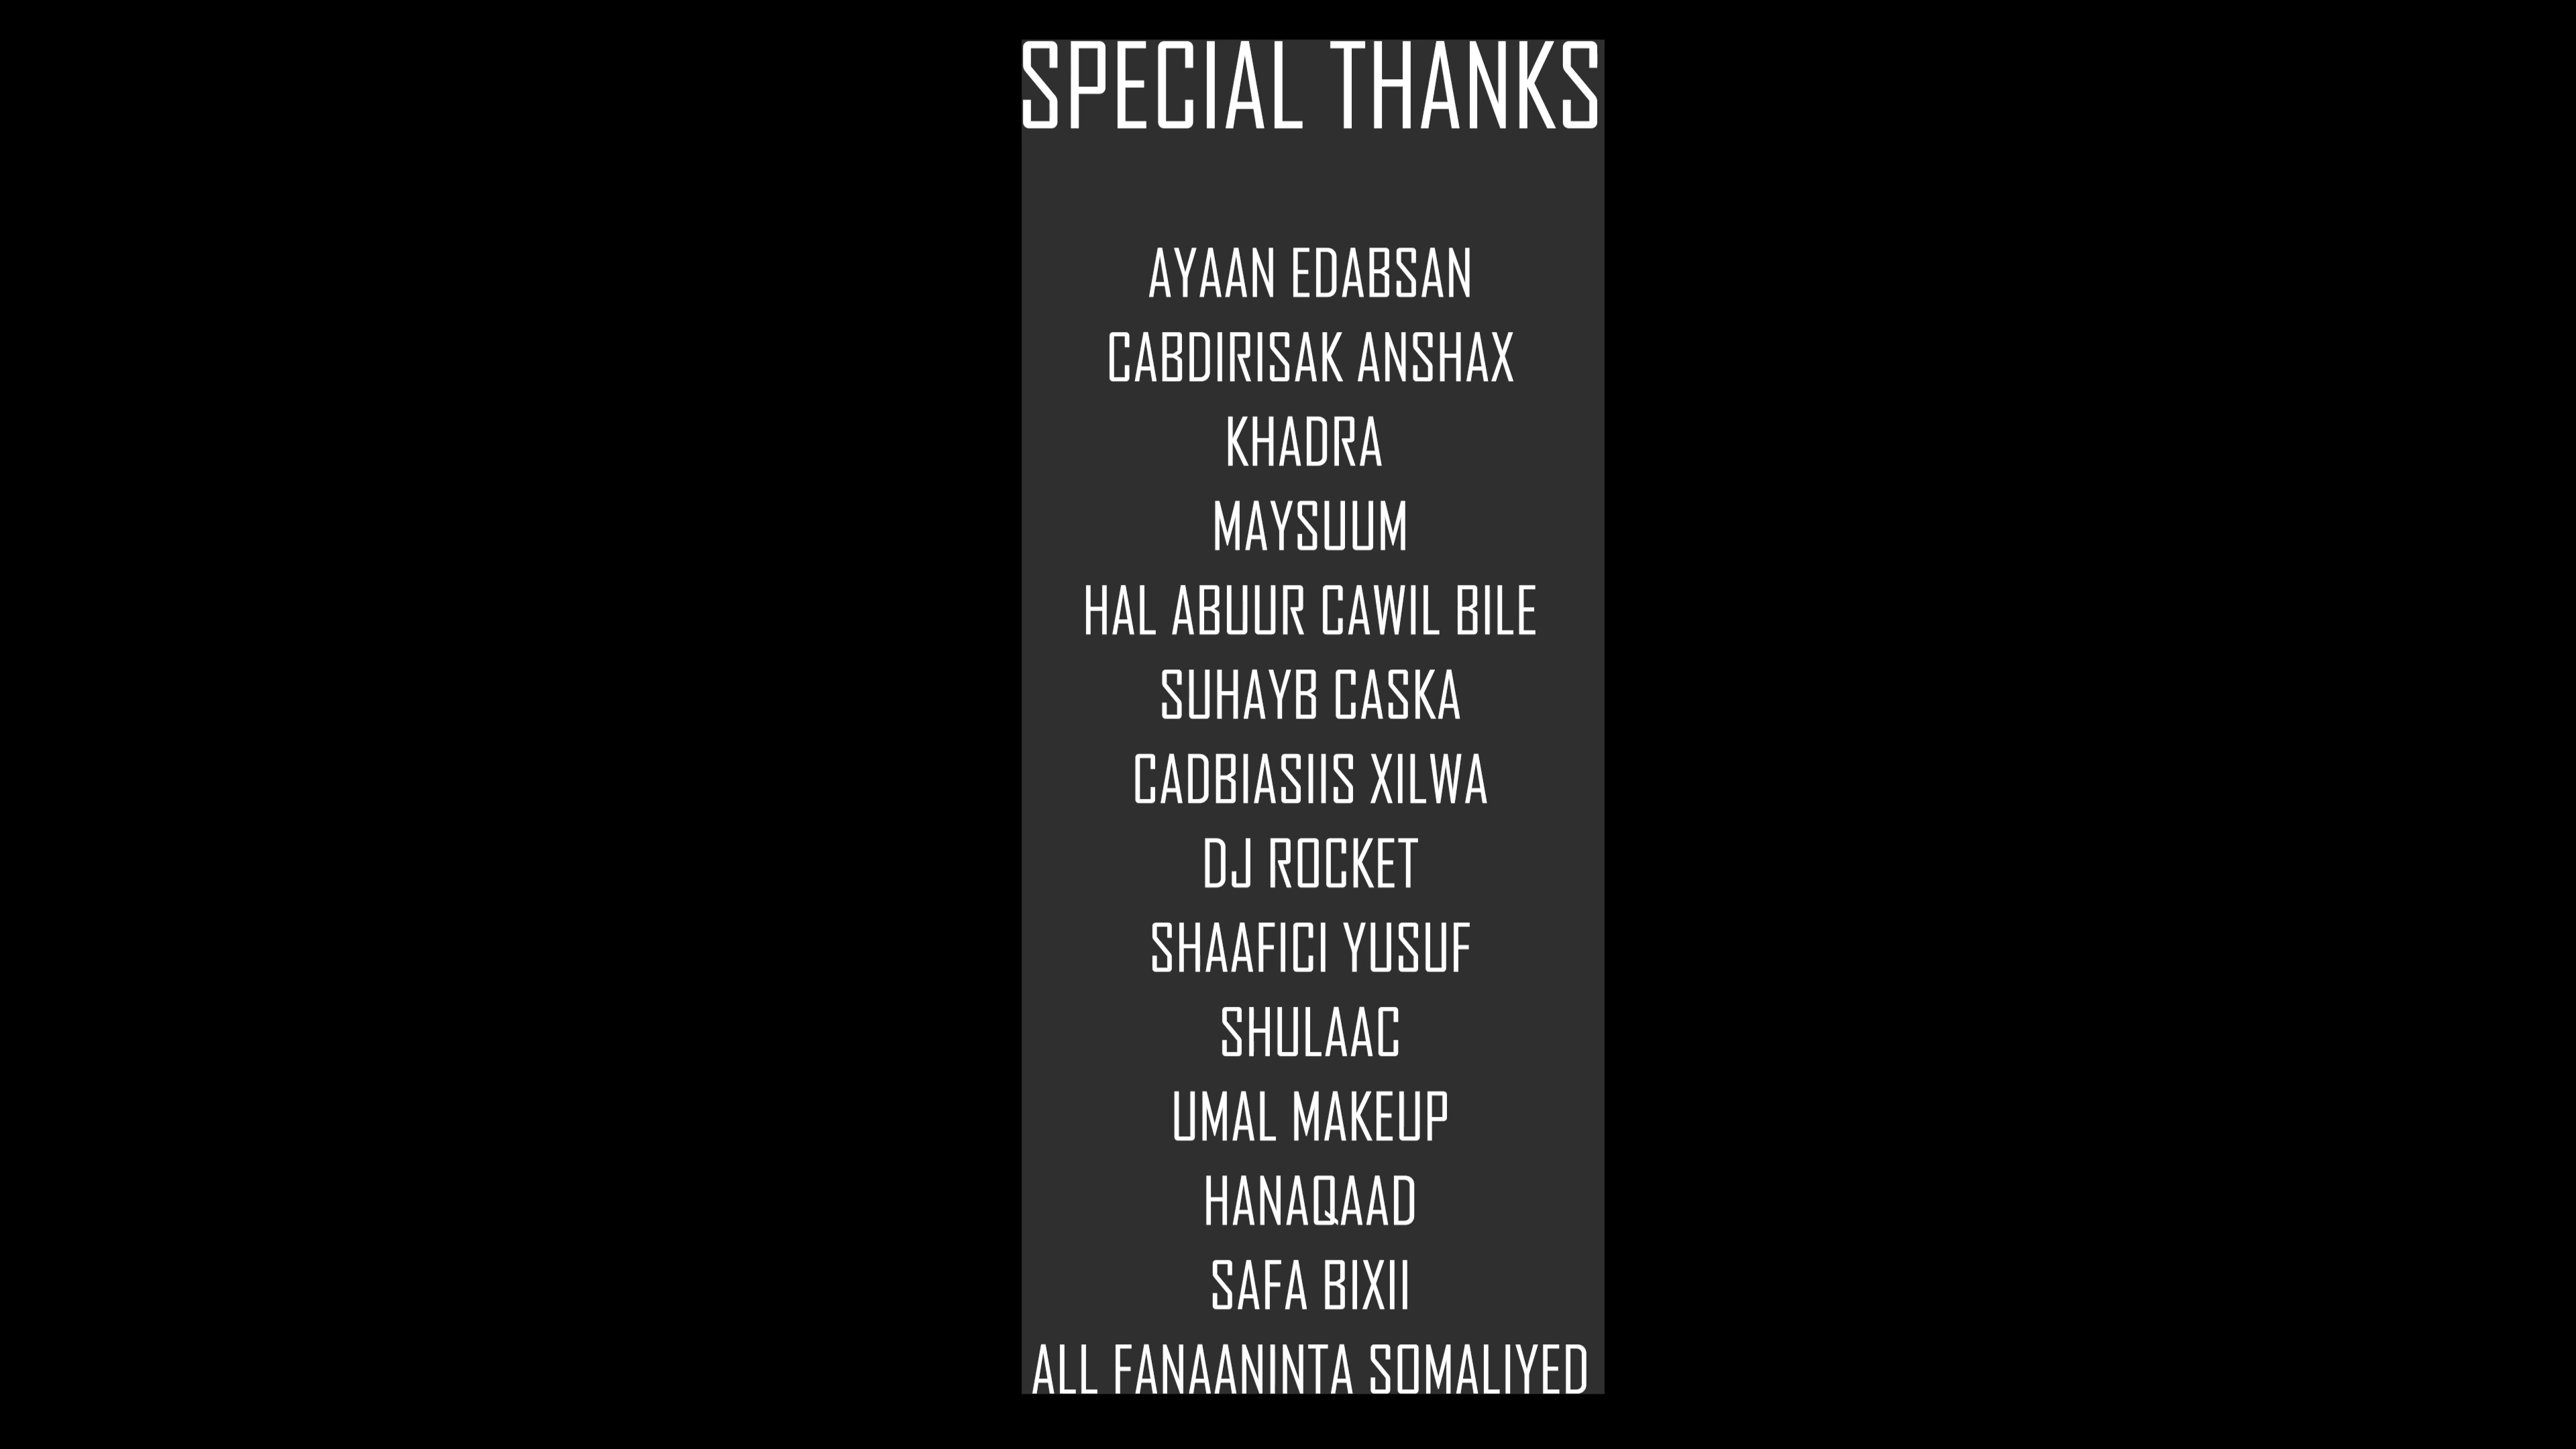 SPECIAL THANKS
AYAAN EDABSAN
CABDIRISAK ANSHAX
KHADRA
MAYSUUM
HAL ABUUR CAWIL BILE
SUHAYB CASKA
CADBIASIIS XILWA
DJ ROCKET
SHAAFICI YUSUF
SHULAAC
UMAL MAKEUP
HANAQAAD
SAFA BIXII
ALL FANAANINTA SOMALIYED